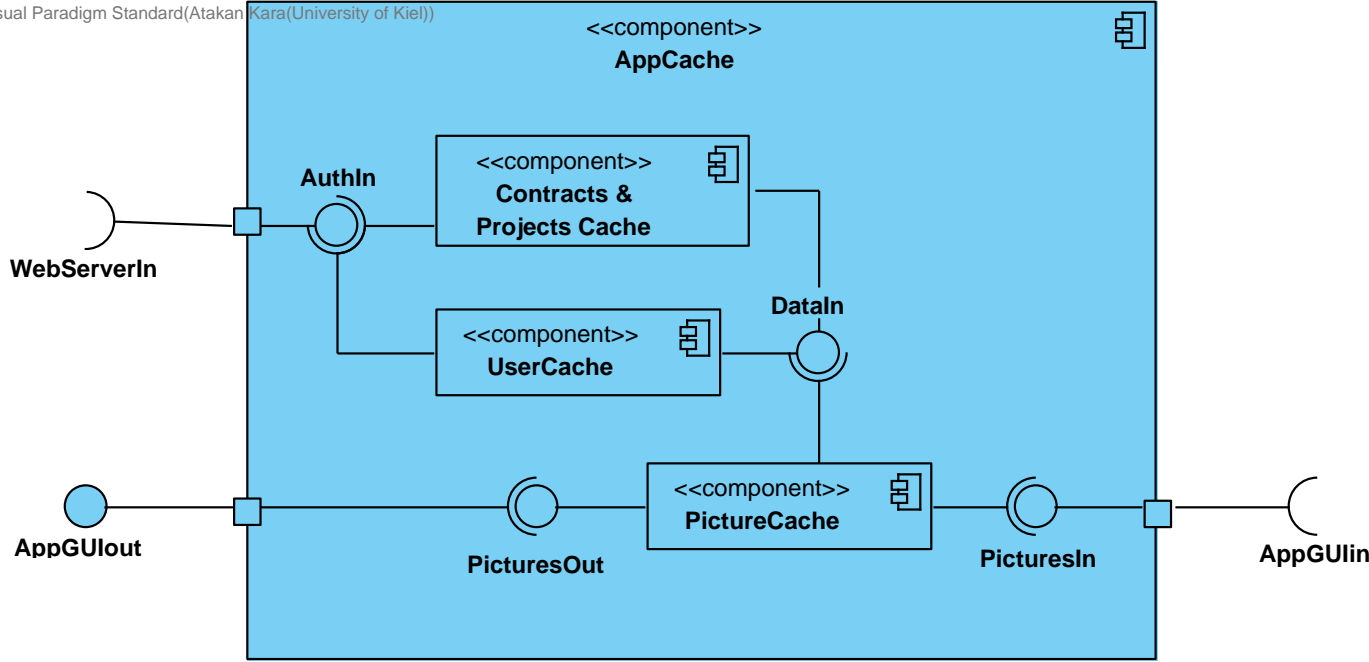 sual Paradigm Standard(Atakan Kara(University of Kiel))
<<component>>
AppCache
<<component>>
Contracts &
Projects Cache
AuthIn
WebServerIn
DataIn
<<component>>
UserCache
<<component>>
PictureCache
AppGUIout
PicturesOut
PicturesIn
AppGUIin